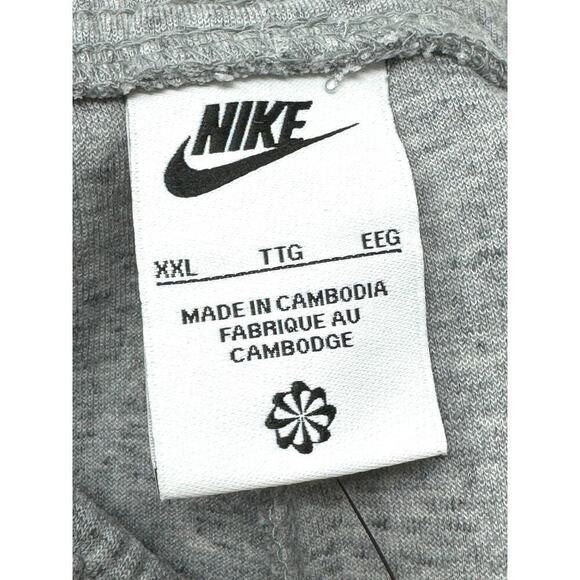 NIKE
XXL TTG EEG
MADE IN CAMBODIA
FABRIQUE AU
CAMBODGE